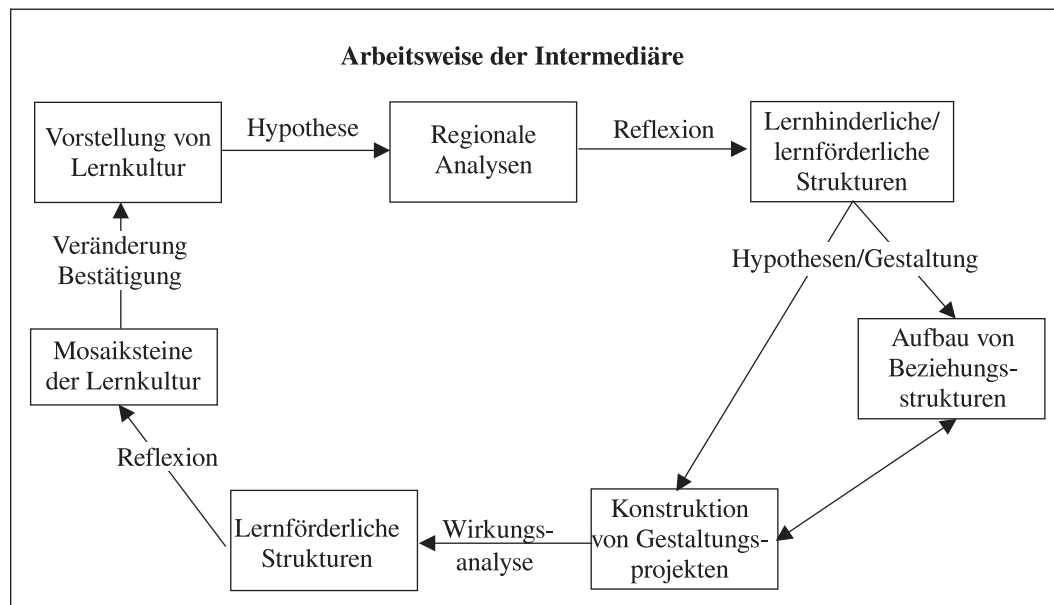 Arbeitsweise der Intermediäre
Vorstellung von
Lernkultur
Hypothese
Regionale
Analysen
Reflexion
Lernhinderliche/
lernförderliche
Strukturen
Hypothesen/Gestaltung
Aufbau von
Beziehungs-
strukturen
Konstruktion
von Gestaltungs-
projekten
Wirkungs-
analyse
Lernförderliche
Strukturen
Reflexion
Mosaiksteine
der Lernkultur
Veränderung
Bestätigung